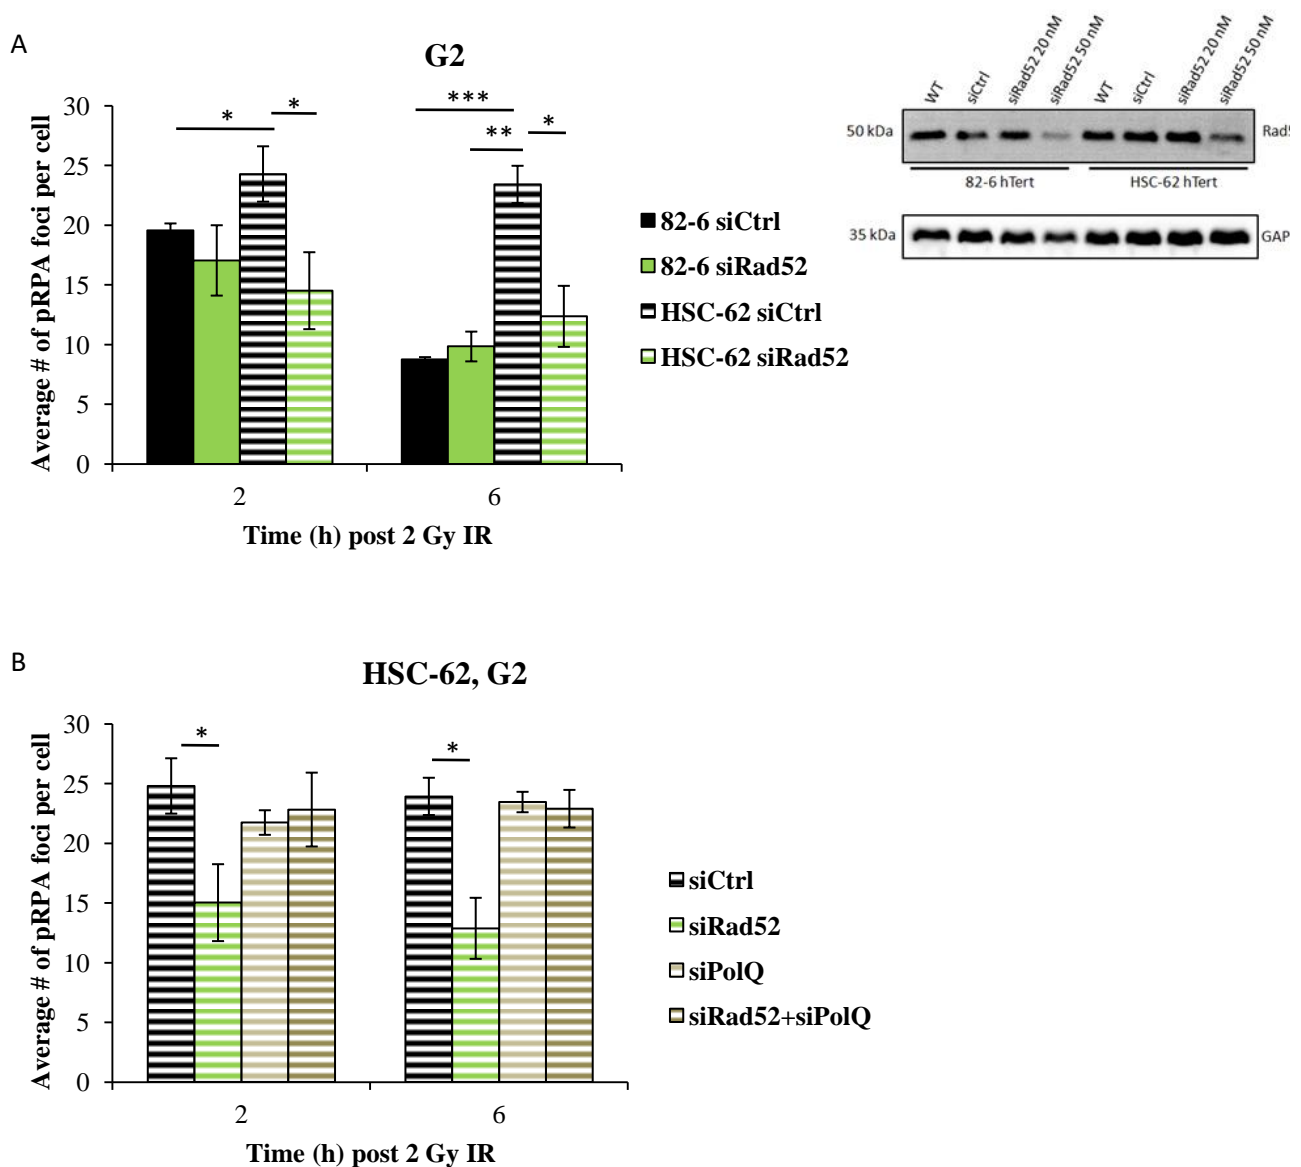 A
G2
Average # of pRPA foci per cell
30
25
20
15
10
5
0
* * *** ** *
2 6
Time (h) post 2 Gy IR
82-6 siCtrl
82-6 siRad52
HSC-62 siCtrl
HSC-62 siRad52
WT siCtrl siRad52 20 nM siRad52 50 nM WT siCtrl siRad52 20 nM siRad52 50 nM
50 kDa Rad5
82-6 hTert HSC-62 hTert
35 kDa GAP
B
HSC-62, G2
Average # of pRPA foci per cell
30
25
20
15
10
5
0
* *
2 6
Time (h) post 2 Gy IR
siCtrl
siRad52
siPolQ
siRad52+siPolQ